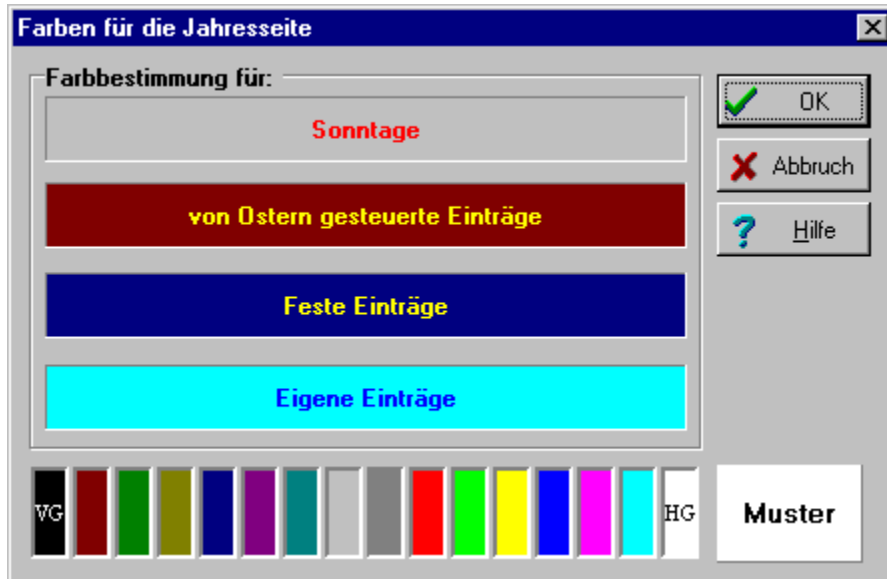 Farben für die Jahresseite
Farbbestimmung für:
Sonntage
von Ostern gesteuerte Einträge
Feste Einträge
Eigene Einträge
OK
Abbruch
Hilfe
VG
HG
Muster